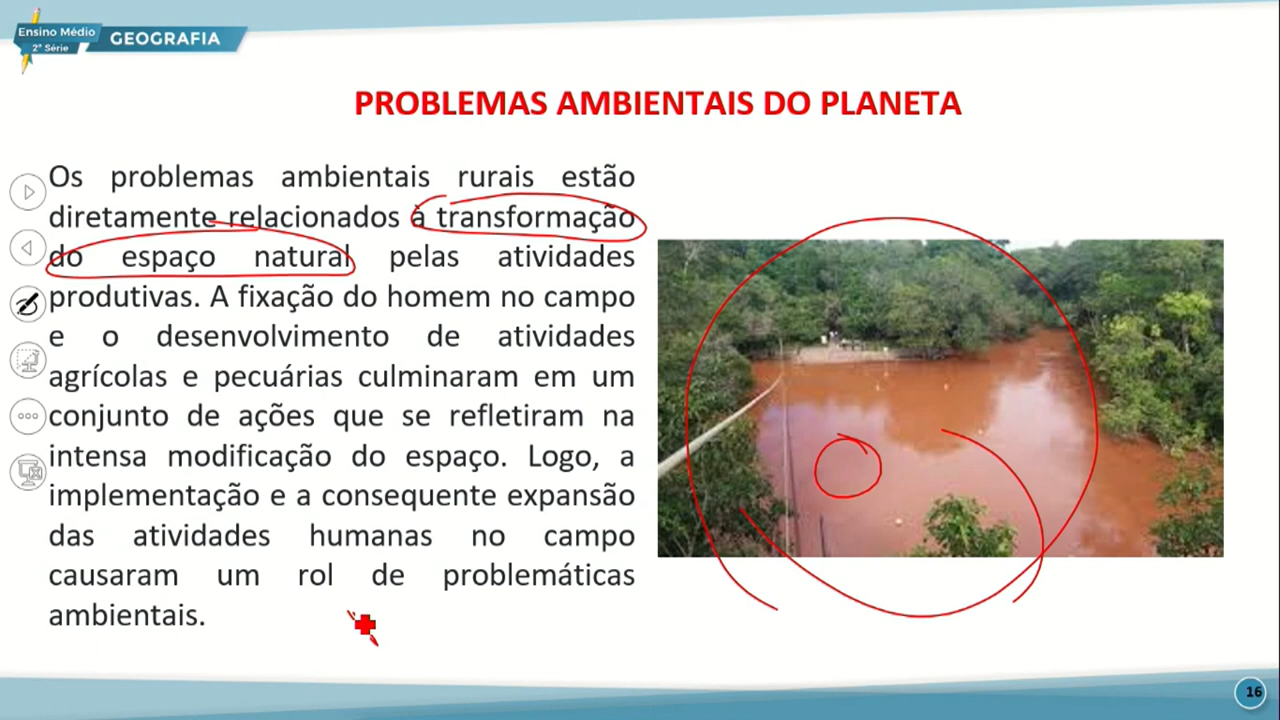 Ensino Médio
2ª Série
GEOGRAFIA
PROBLEMAS AMBIENTAIS DO PLANETA
Os problemas ambientais rurais estão
diretamente relacionados à transformação
do espaço natural pelas atividades
produtivas. A fixação do homem no campo
e o desenvolvimento de atividades
agrícolas e pecuárias culminaram em um
conjunto de ações que se refletiram na
intensa modificação do espaço. Logo, a
implementação e a consequente expansão
das atividades humanas no campo
causaram um rol de problemáticas
ambientais.
16